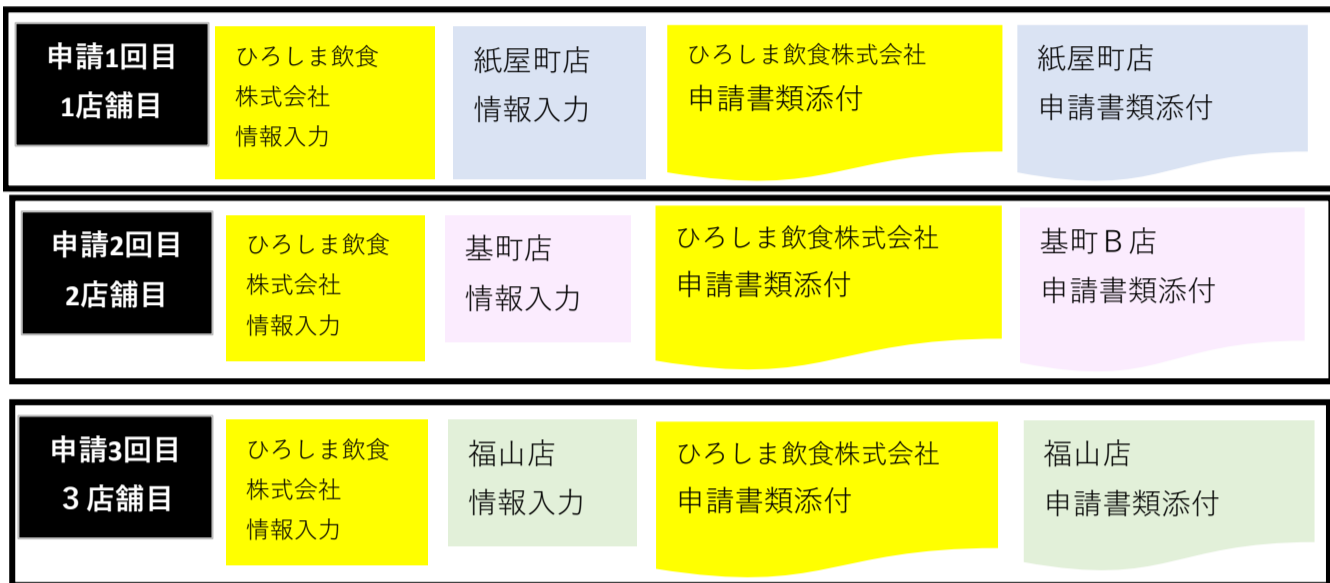 申請1回目
1店舗目
ひろしま飲食
株式会社
情報入力
紙屋町店
情報入力
ひろしま飲食株式会社
申請書類添付
紙屋町店
申請書類添付
申請2回目
2店舗目
ひろしま飲食
株式会社
情報入力
基町店
情報入力
ひろしま飲食株式会社
申請書類添付
基町Ｂ店
申請書類添付
申請3回目
３店舗目
ひろしま飲食
株式会社
情報入力
福山店
情報入力
ひろしま飲食株式会社
申請書類添付
福山店
申請書類添付